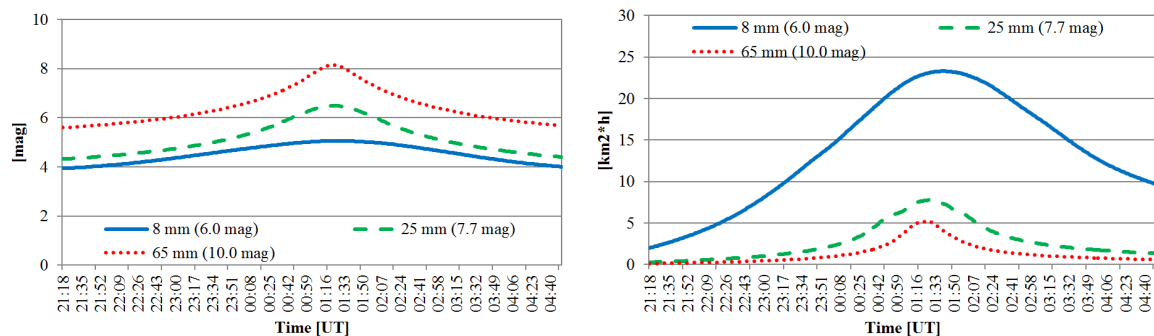 10
8
6
4
2
0
[mag]
8 mm (6.0 mag) 25 mm (7.7 mag)
65 mm (10.0 mag)
21:18 21:35 21:52 22:09 22:26 22:43 23:00 23:17 23:34 23:51 00:08 00:25 00:42 00:59 01:16 01:33 01:50 02:07 02:24 02:41 02:58 03:15 03:32 03:49 04:06 04:23 04:40
Time [UT]
30
25
20
15
10
5
0
[km2*h]
8 mm (6.0 mag) 25 mm (7.7 mag)
65 mm (10.0 mag)
21:18 21:35 21:52 22:09 22:26 22:43 23:00 23:17 23:34 23:51 00:08 00:25 00:42 00:59 01:16 01:33 01:50 02:07 02:24 02:41 02:58 03:15 03:32 03:49 04:06 04:23 04:40
Time [UT]